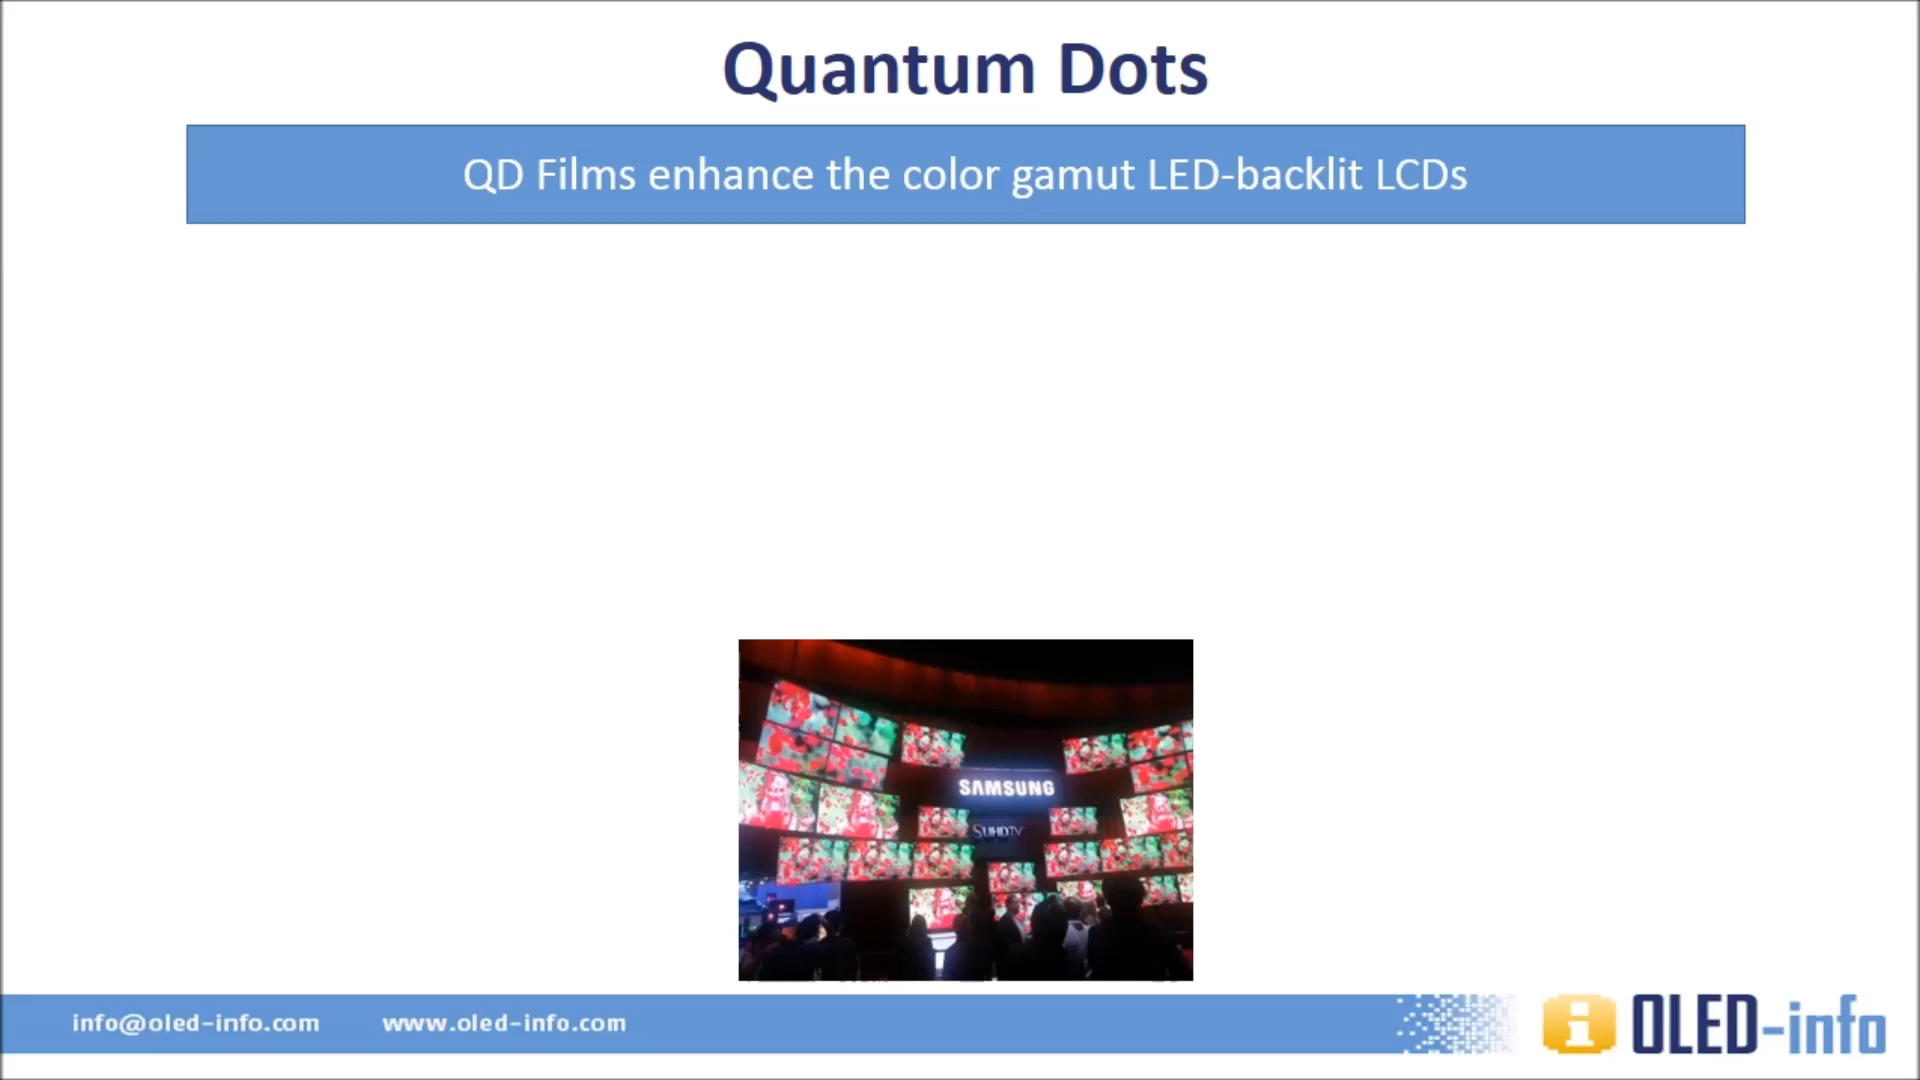 Quantum Dots
QD Films enhance the color gamut LED-backlit LCDs
SAMSUNG
SUHDTV
info@oled-info.com
www.oled-info.com
i OLED-info